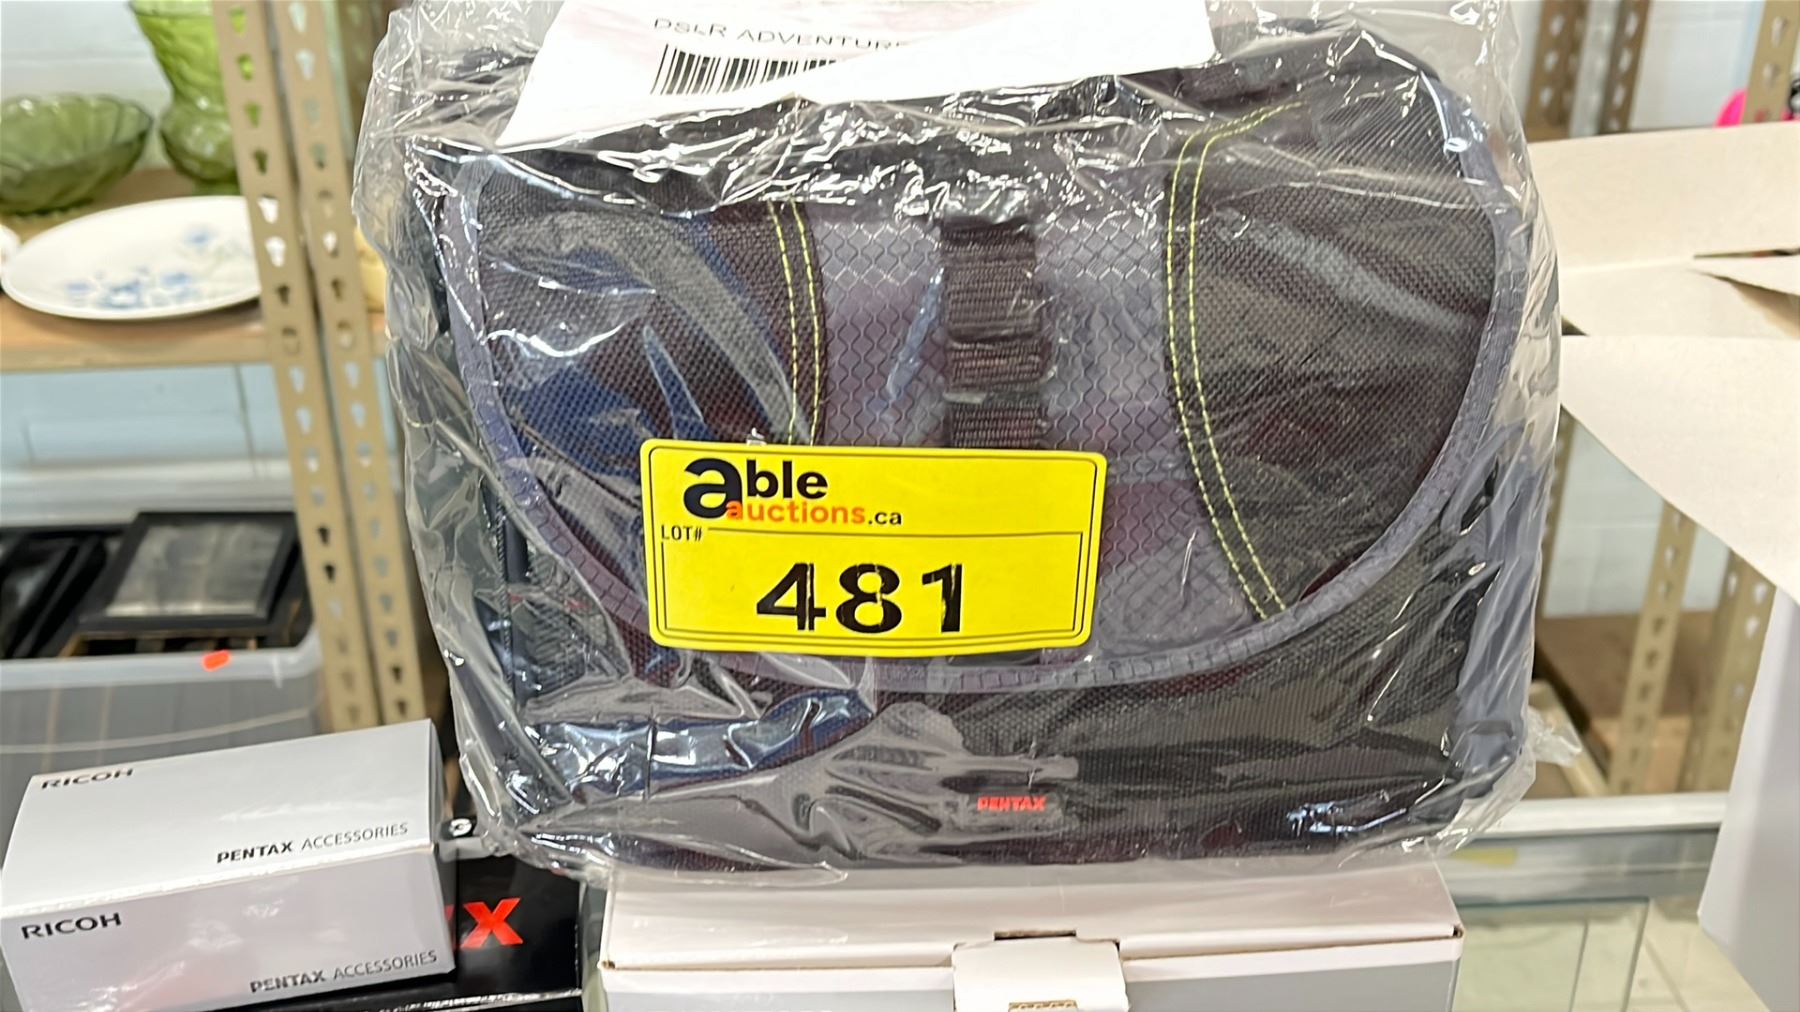 DSLR ADVENTURE
able
auctions.ca
LOT#
481
PENTAX
RICOH
PENTAX ACCESSORIES
RICOH
PENTAX ACCESSORIES
X